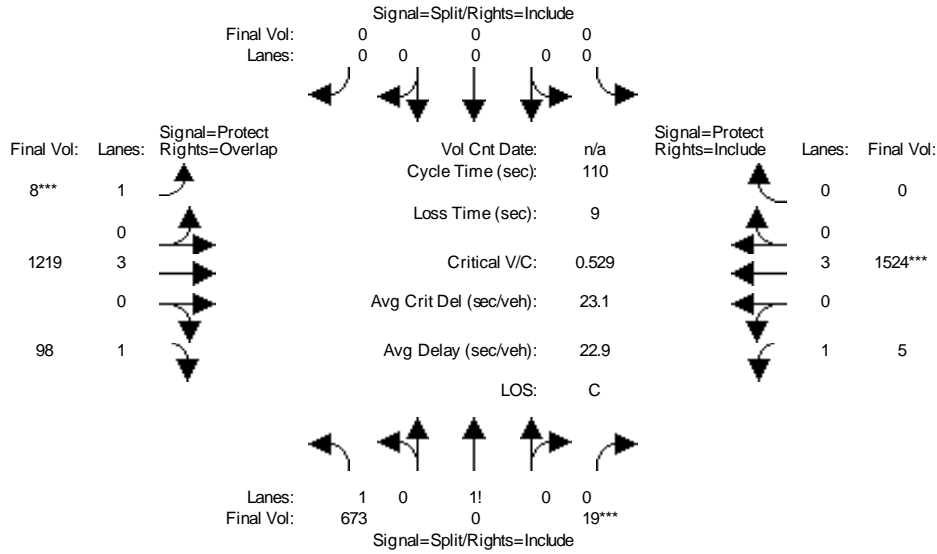 Signal=Split/Rights=Include
Final Vol: 0 0 0
Lanes: 0 0 0 0 0
Signal=Protect Signal=Protect
Final Vol: Lanes: Rights=Overlap Vol Cnt Date: n/a Rights=Include Lanes: Final Vol:
Cycle Time (sec): 110
8*** 1 0 0
Loss Time (sec): 9
0 0
1219 3 Critical V/C: 0.529 3 1524***
0 Avg Crit Del (sec/veh): 23.1 0
98 1 Avg Delay (sec/veh): 22.9 1 5
LOS: C
Lanes: 1 0 1! 0 0
Final Vol: 673 0 19***
Signal=Split/Rights=Include